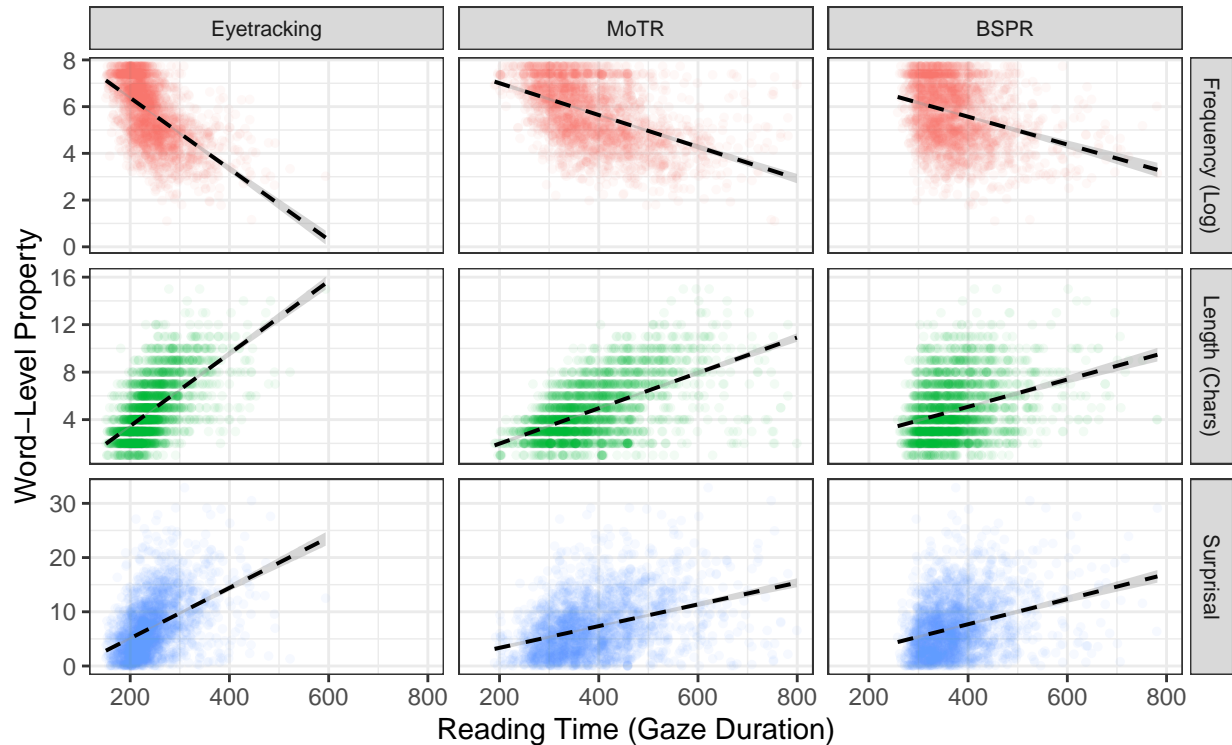 Eyetracking MoTR BSPR
8
6
4
2
0
Frequency (Log)
16
12
8
4
Length (Chars)
30
20
10
0
Surprisal
Word−Level Property
200 400 600 800 200 400 600 800 200 400 600 800
Reading Time (Gaze Duration)